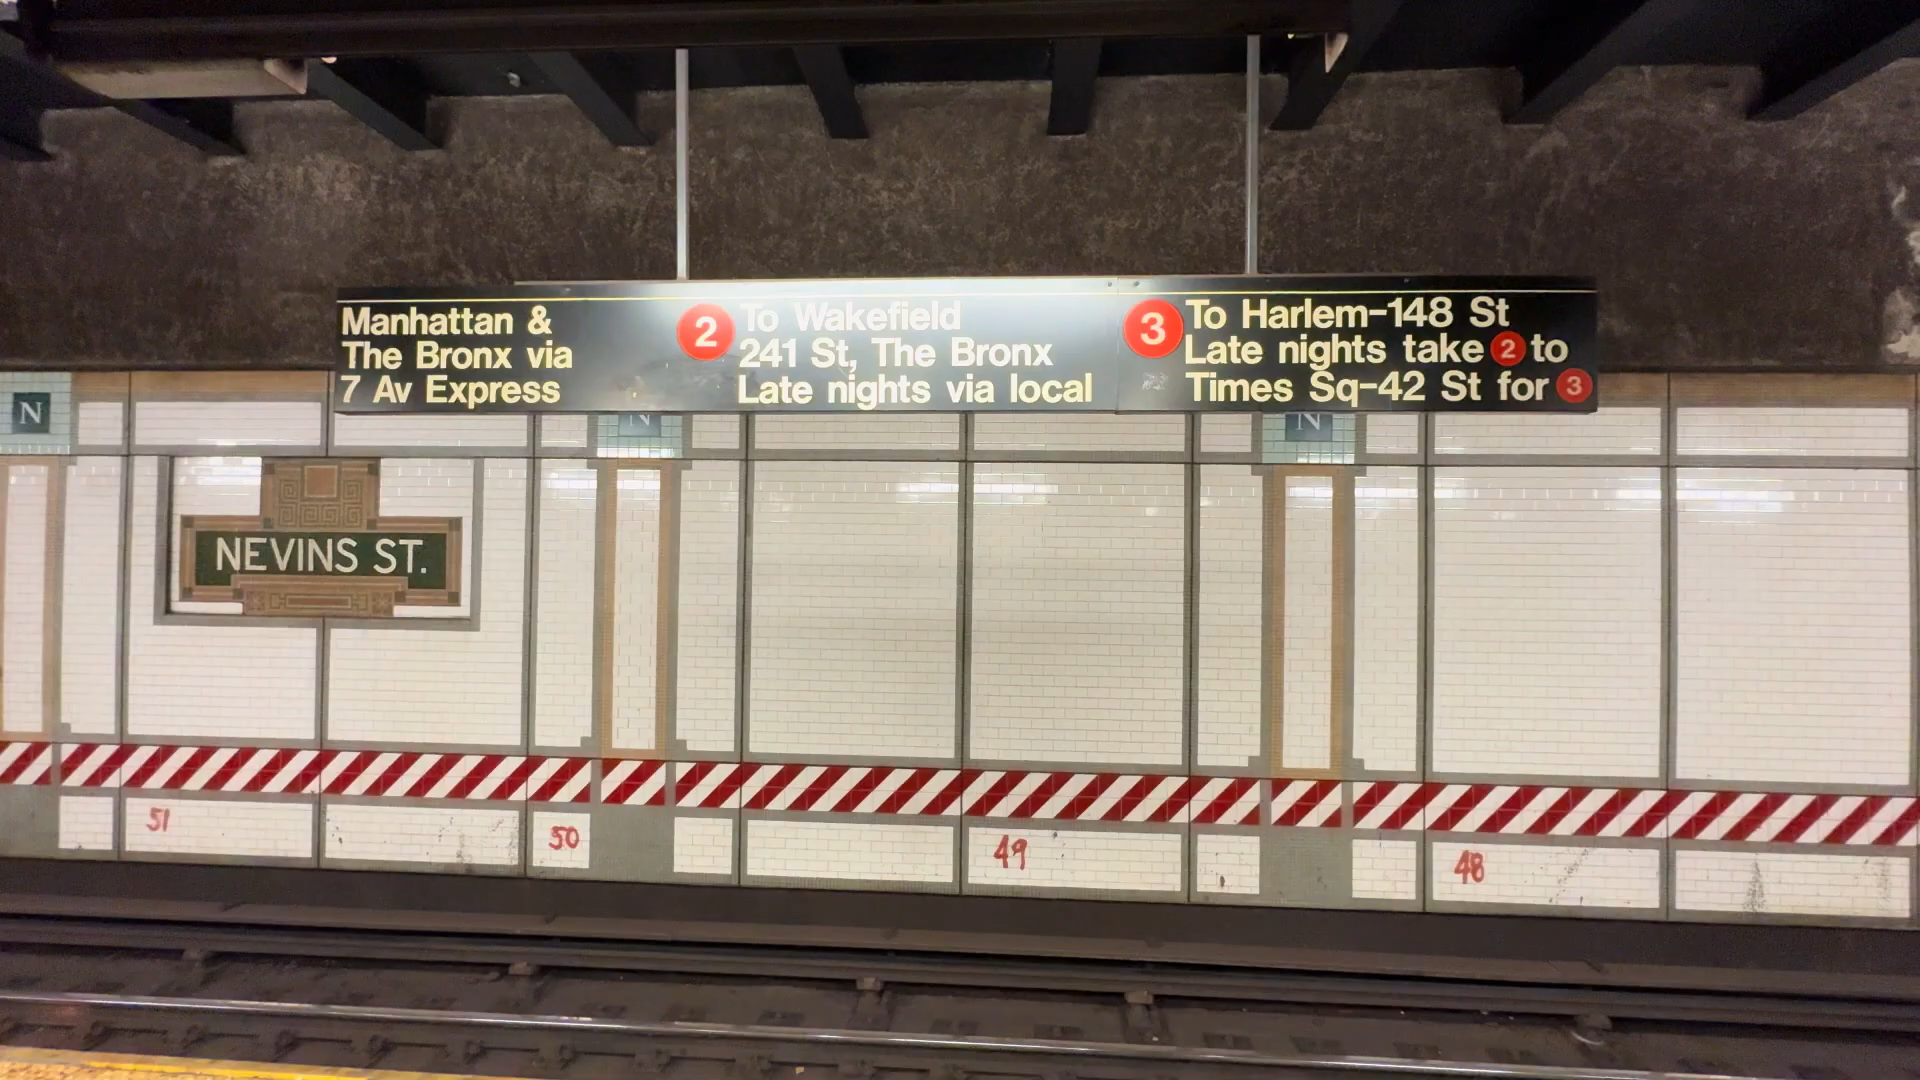 Manhattan &
The Bronx via
7 Av Express
2 To Wakefield
241 St, The Bronx
Late nights via local
3 To Harlem-148 St
Late nights take 2 to
Times Sq-42 St for 3
N
N
N
NEVINS ST.
51
50
49
48